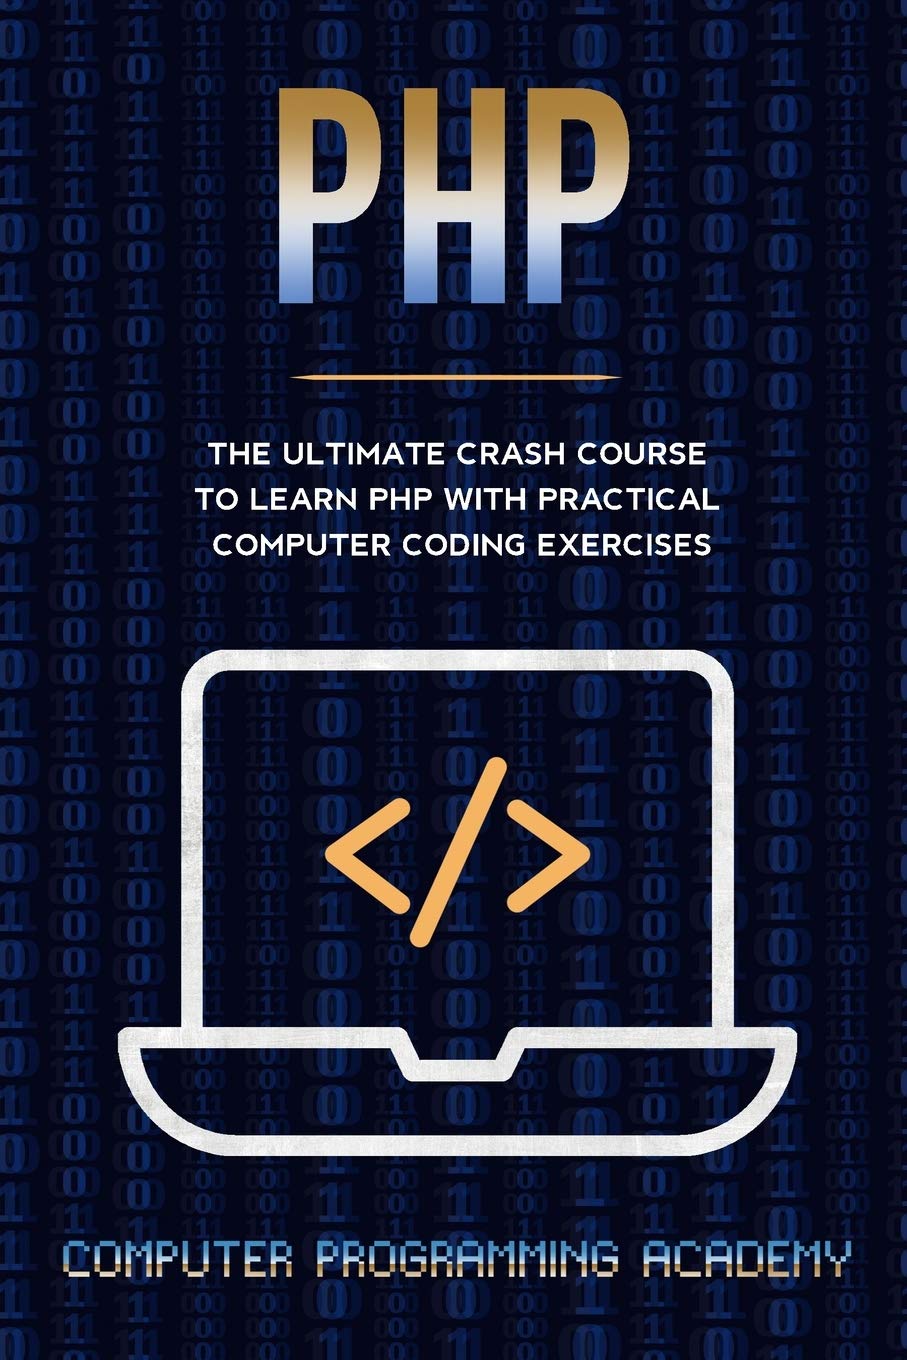 PHP
THE ULTIMATE CRASH COURSE
TO LEARN PHP WITH PRACTICAL
COMPUTER CODING EXERCISES
</>
COMPUTER PROGRAMMING ACADEMY